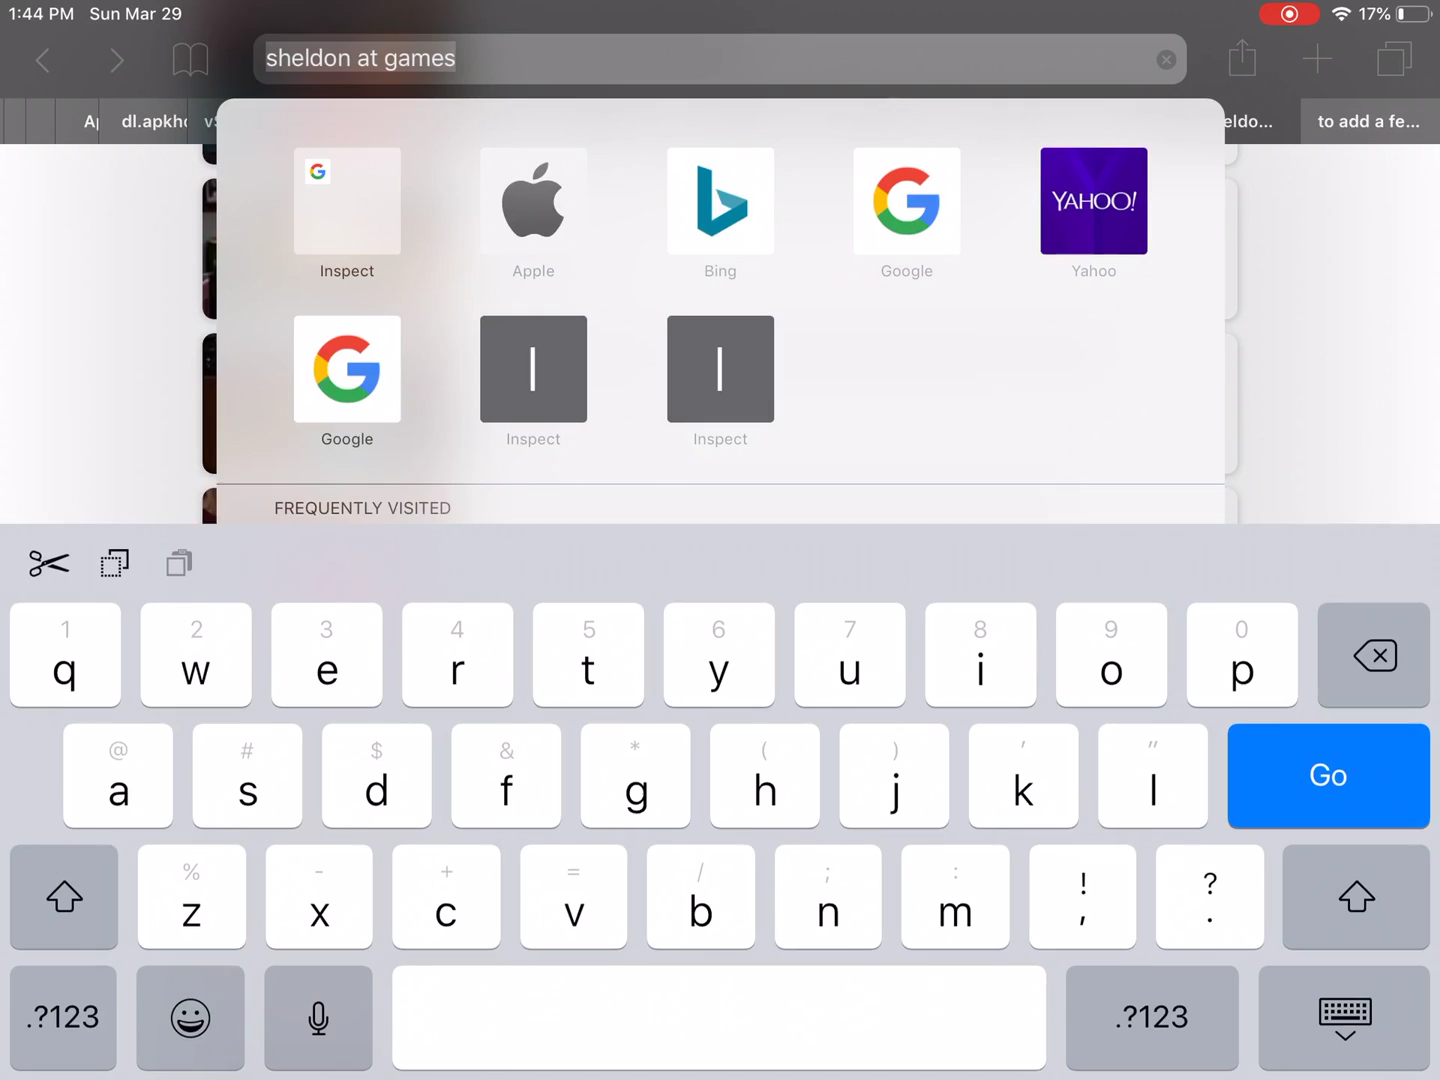 1:44 PM Sun Mar 29 17%
sheldon at games
dl.apkho eldo... to add a fe...
YAHOO!
Inspect Apple Bing Google Yahoo
I I
Google Inspect Inspect
FREQUENTLY VISITED
1 2 3 4 5 6 7 8 9 0
q w e r t y u i o p
@ # $ & * ( ) ' "
a s d f g h j k l Go
% - + = / ; : ! ?
z x c v b n m , .
.?123 .?123